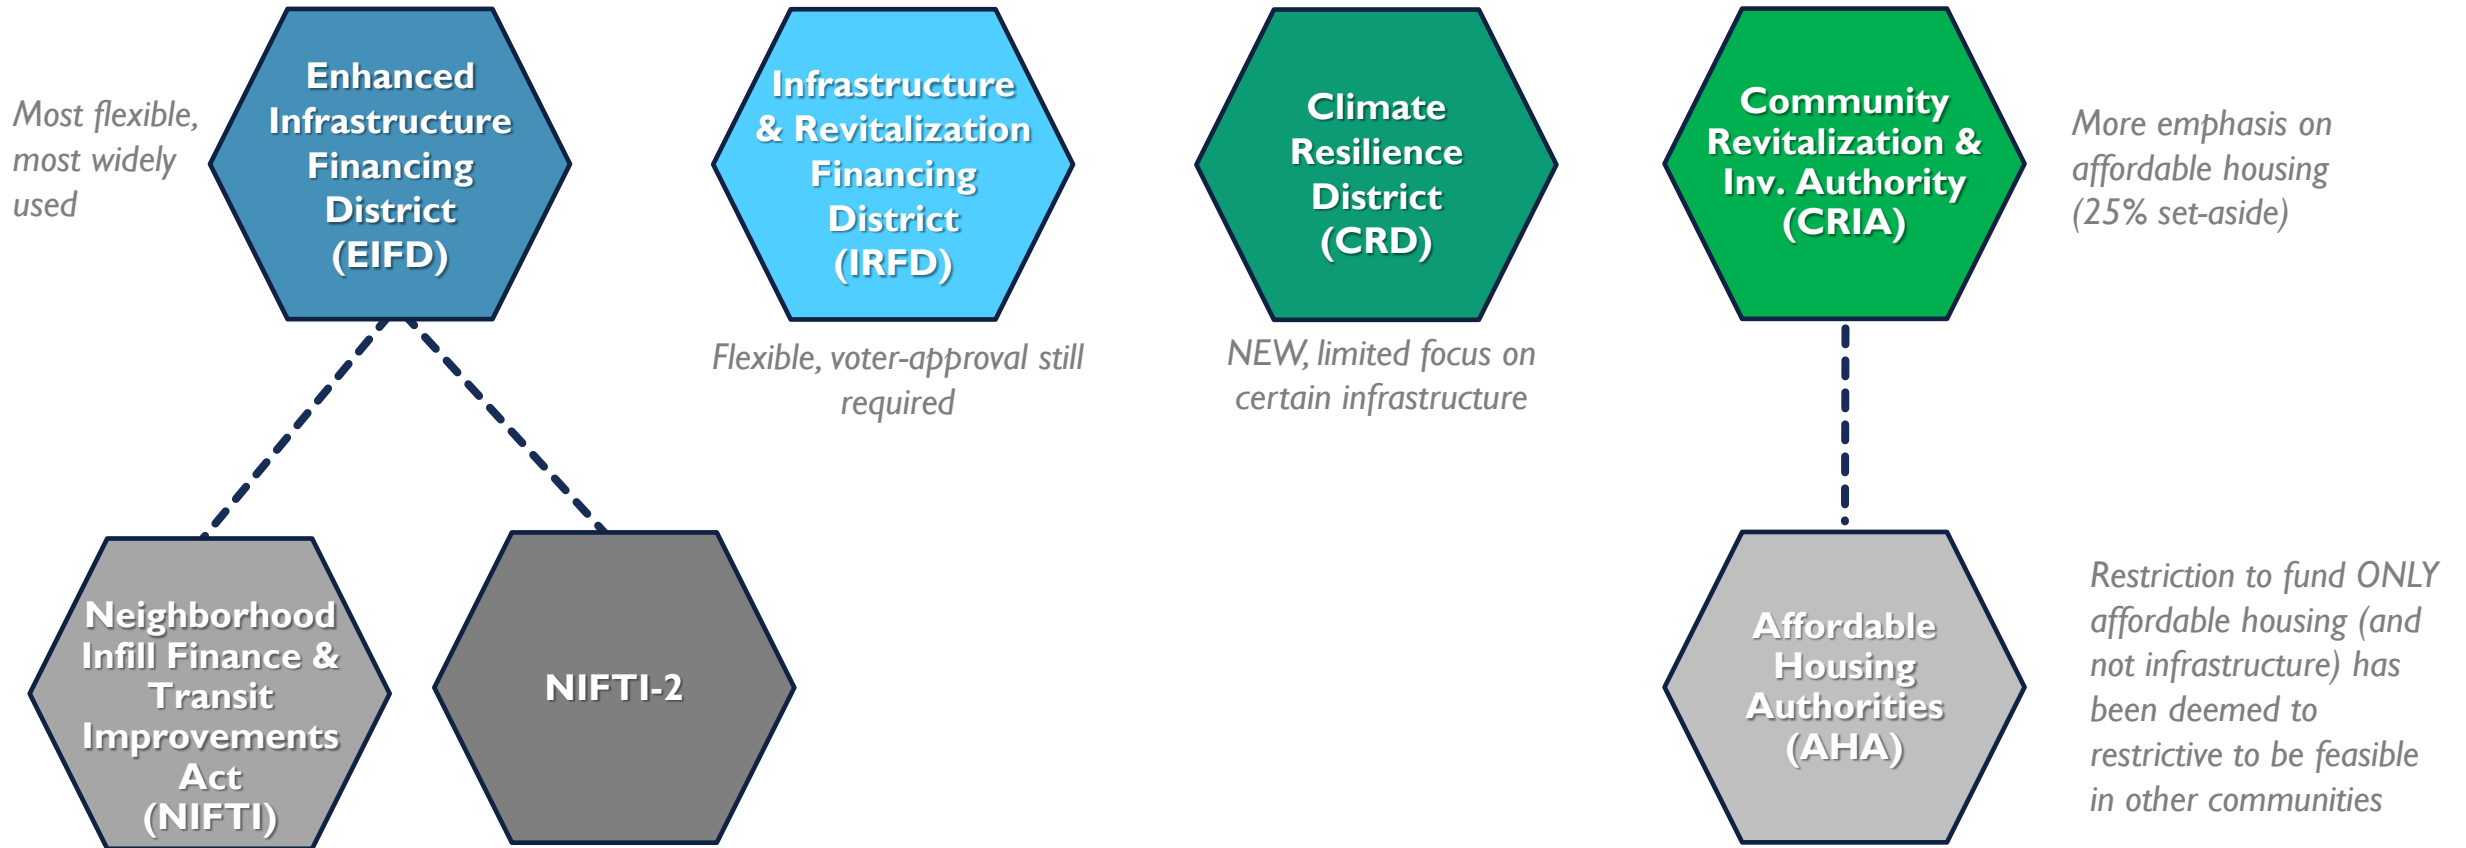 Most flexible,
most widely
used
Enhanced
Infrastructure
Financing
District
(EIFD)
Infrastructure
& Revitalization
Financing
District
(IRFD)
Flexible, voter-approval still
required
Climate
Resilience
District
(CRD)
NEW, limited focus on
certain infrastructure
Community
Revitalization &
Inv. Authority
(CRIA)
More emphasis on
affordable housing
(25% set-aside)
Neighborhood
Infill Finance &
Transit
Improvements
Act
(NIFTI)
NIFTI-2
Affordable
Housing
Authorities
(AHA)
Restriction to fund ONLY
affordable housing (and
not infrastructure) has
been deemed to
restrictive to be feasible
in other communities